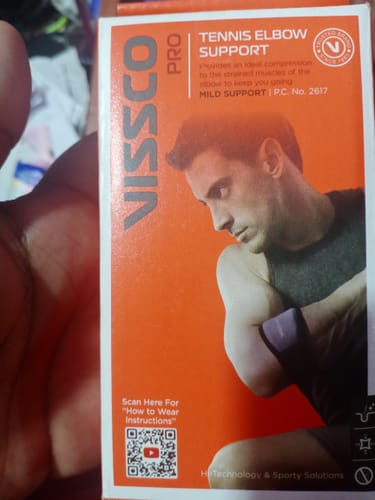 VISSCO
PRO
TENNIS ELBOW
SUPPORT
Provides an ideal compression
to the strained muscles of the
elbow to keep you going
MILD SUPPORT | P.C. No. 2617
Scan Here For
"How to Wear
Instructions"
Hi-Technology & Sporty Solutions